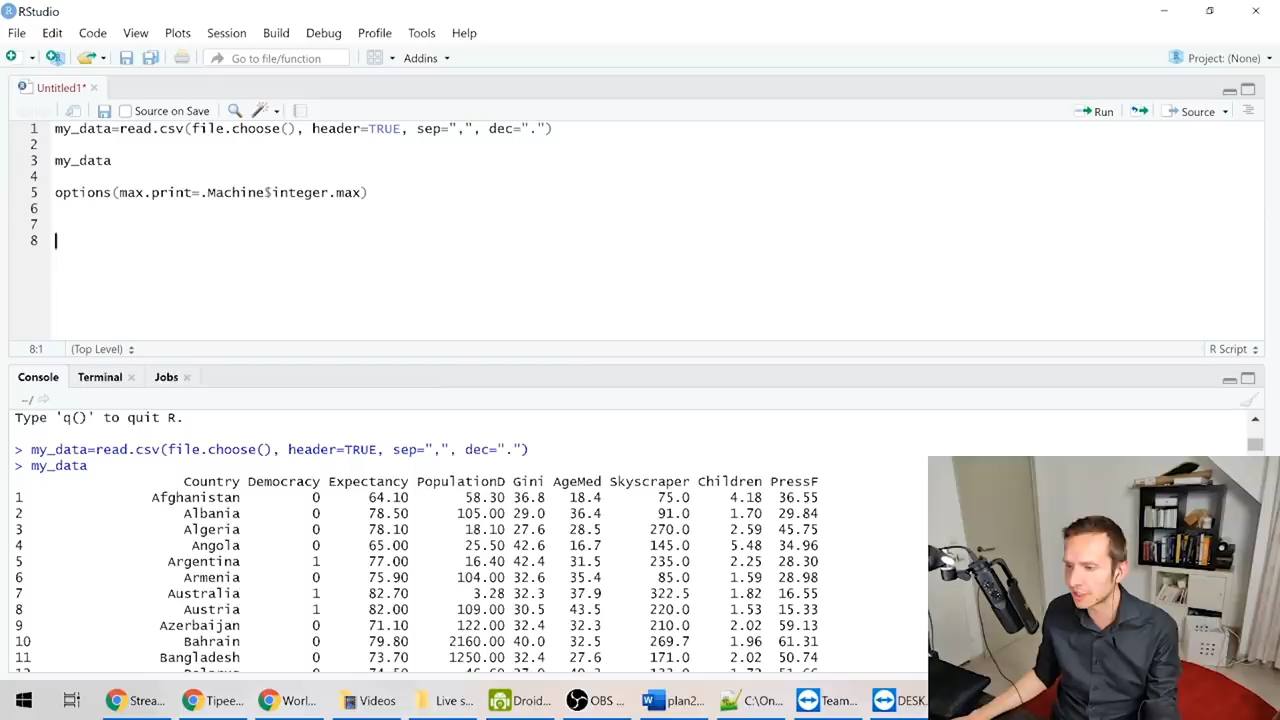 RStudio
File Edit Code View Plots Session Build Debug Profile Tools Help
Go to file/function Addins Project: (None)
Untitled1*
Source on Save Run Source
1 my_data=read.csv(file.choose(), header=TRUE, sep=",", dec=".")
2
3 my_data
4
5 options(max.print=.Machine$integer.max)
6
7
8
8:1 (Top Level) R Script
Console Terminal Jobs
~/
Type 'q()' to quit R.
> my_data=read.csv(file.choose(), header=TRUE, sep=",", dec=".")
> my_data
Country Democracy Expectancy PopulationD Gini AgeMed Skyscraper Children PressF
1 Afghanistan 0 64.10 58.30 36.8 18.4 75.0 4.18 36.55
2 Albania 0 78.50 105.00 29.0 36.4 91.0 1.70 29.84
3 Algeria 0 78.10 18.10 27.6 28.5 270.0 2.59 45.75
4 Angola 0 65.00 25.50 42.6 16.7 145.0 5.48 34.96
5 Argentina 1 77.00 16.40 42.4 31.5 235.0 2.25 28.30
6 Armenia 0 75.90 104.00 32.6 35.4 85.0 1.59 28.98
7 Australia 1 82.70 3.28 32.3 37.9 322.5 1.82 16.55
8 Austria 1 82.00 109.00 30.5 43.5 220.0 1.53 15.33
9 Azerbaijan 0 71.10 122.00 32.4 32.3 210.0 2.02 59.13
10 Bahrain 0 79.80 2160.00 40.0 32.5 269.7 1.96 61.31
11 Bangladesh 0 73.70 1250.00 32.4 27.6 171.0 2.02 50.74
Strea... Tipee... Worl... Videos Live s... Droid... OBS ... plan2... C:\On... Team... DESK